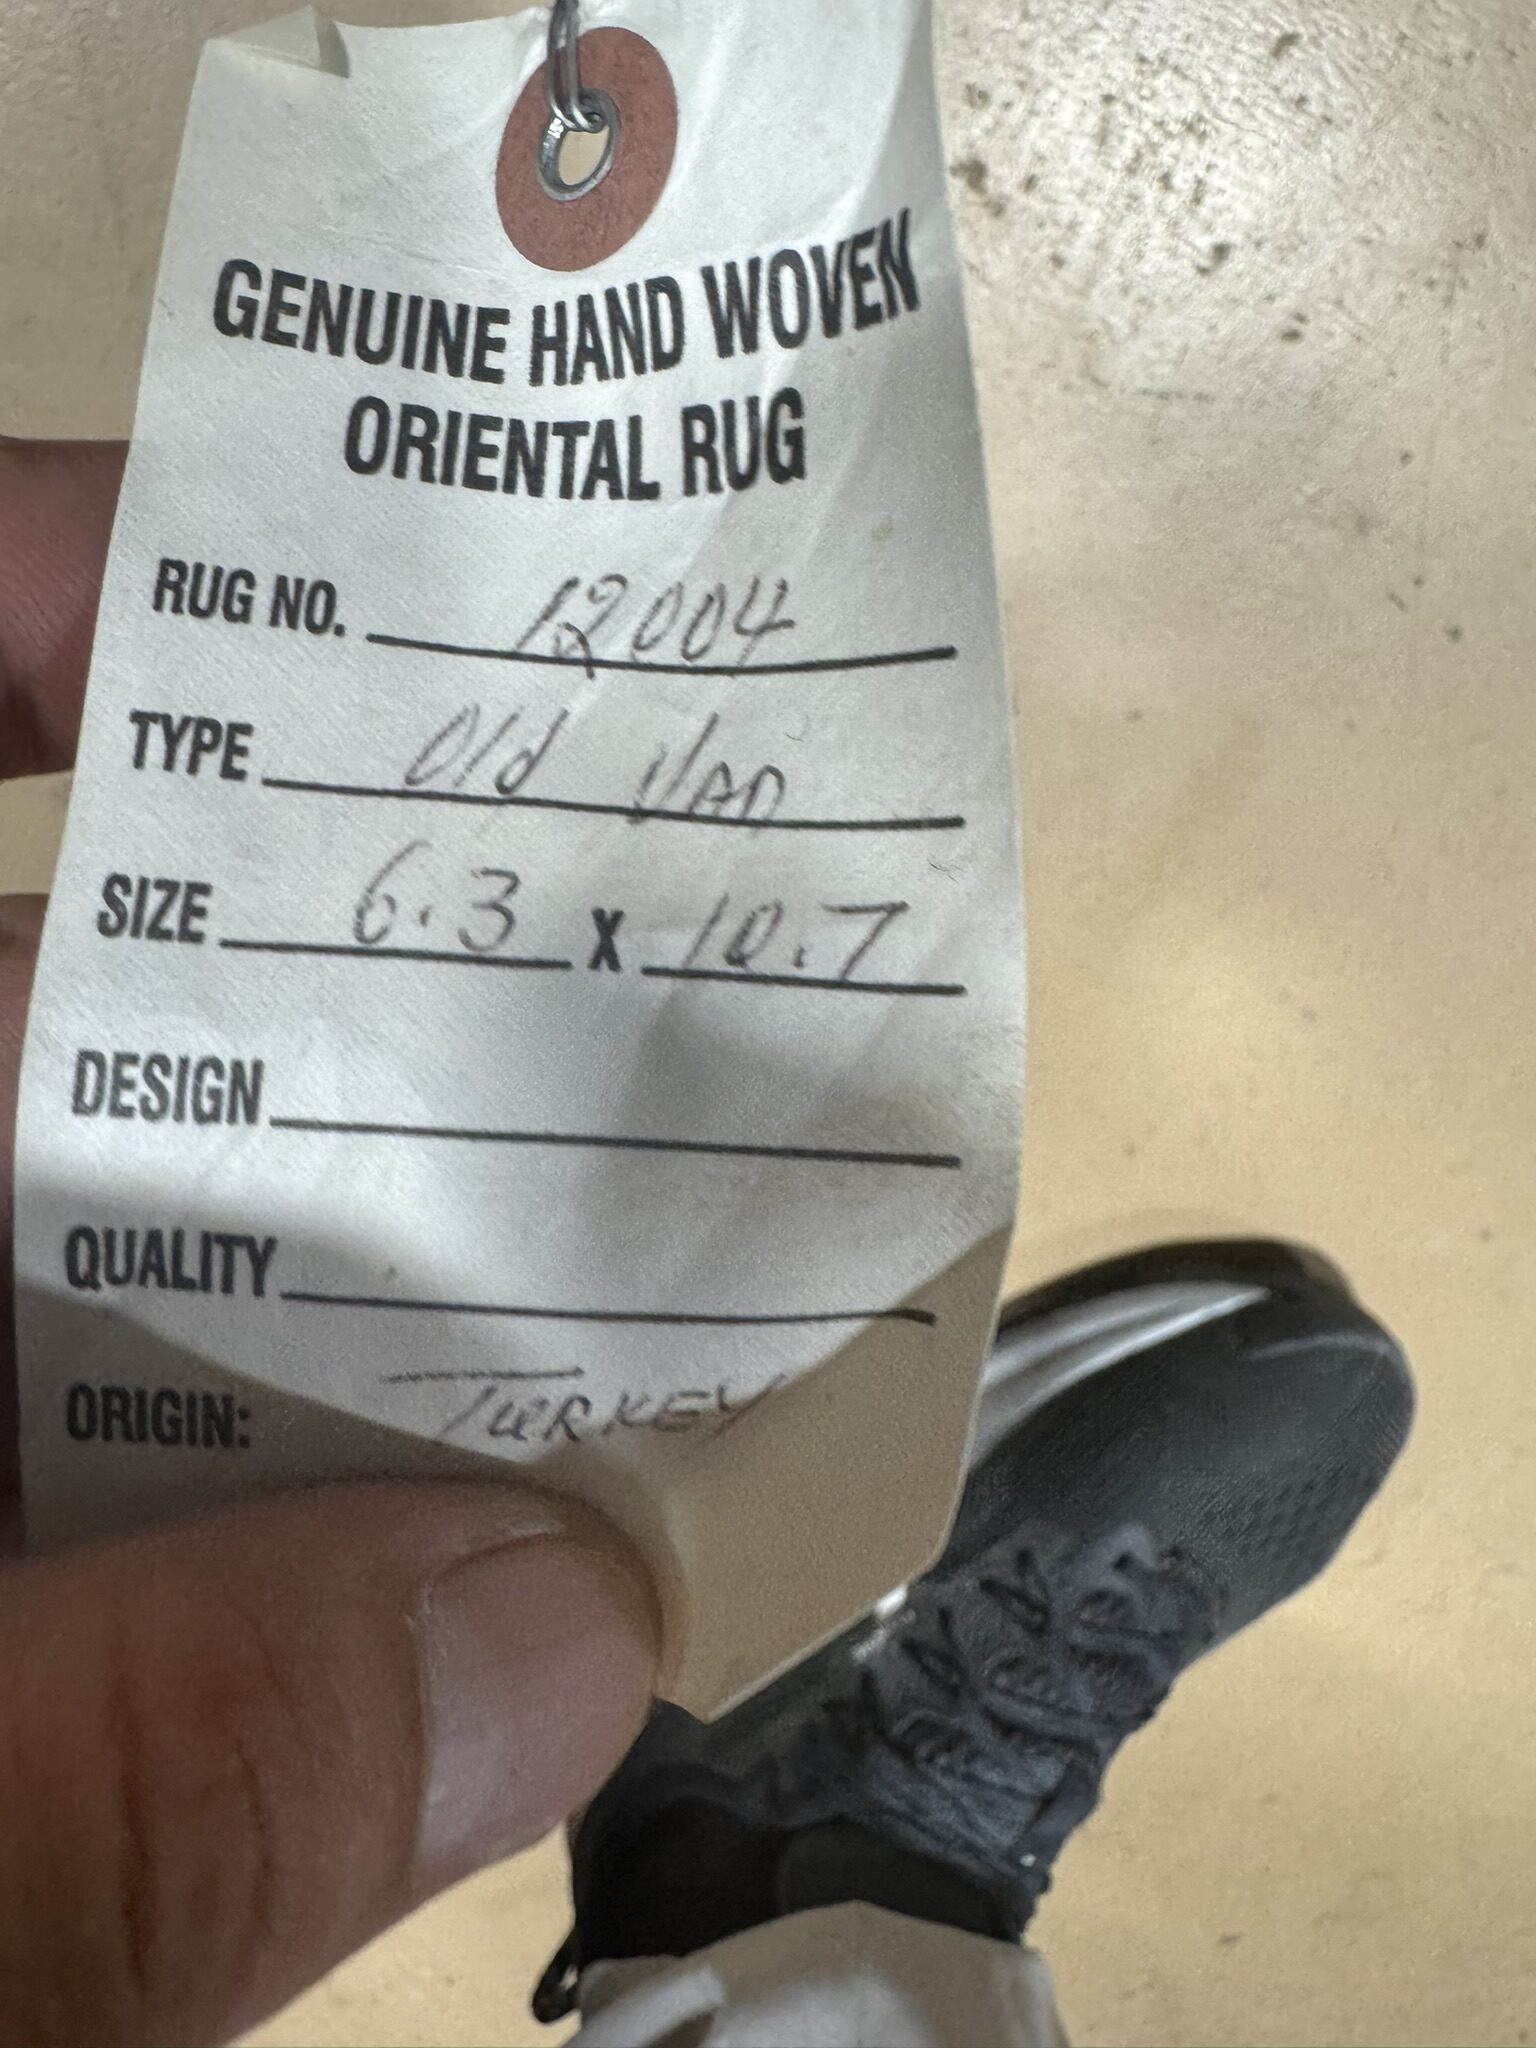 GENUINE HAND WOVEN
ORIENTAL RUG
RUG NO. 12004
TYPE Old VAN
SIZE 6.3 X 10.7
DESIGN
QUALITY
ORIGIN: TURKEY